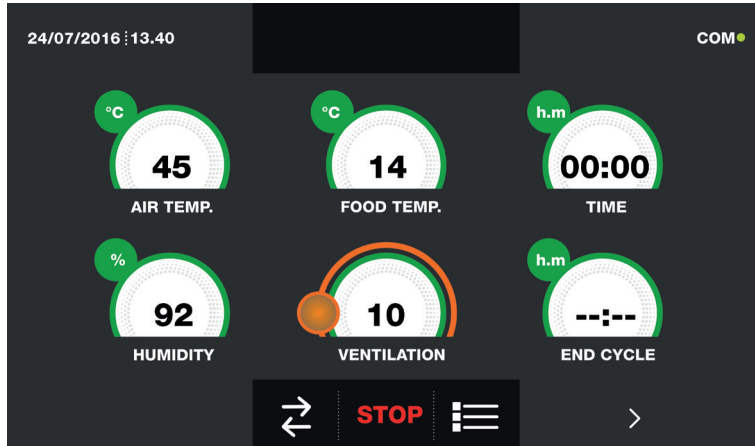 24/07/2016 13.40
COM
°C °C h.m
45 14 00:00
AIR TEMP. FOOD TEMP. TIME
% h.m
92 10 --:--
HUMIDITY VENTILATION END CYCLE
STOP